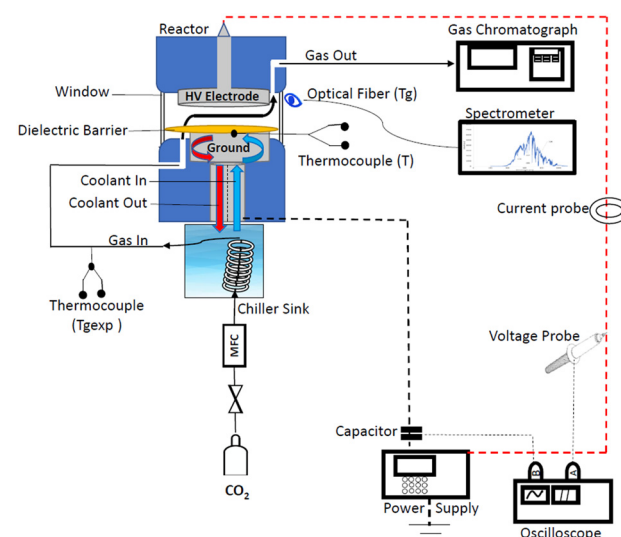 Reactor
Gas Out
Gas Chromatograph
Window
HV Electrode
Optical Fiber (Tg)
Spectrometer
Dielectric Barrier
Ground
Thermocouple (T)
Coolant In
Coolant Out
Current probe
Gas In
Thermocouple
(Tgexp )
Chiller Sink
MFC
Voltage Probe
Capacitor
CO2
B
A
Power Supply
Oscilloscope